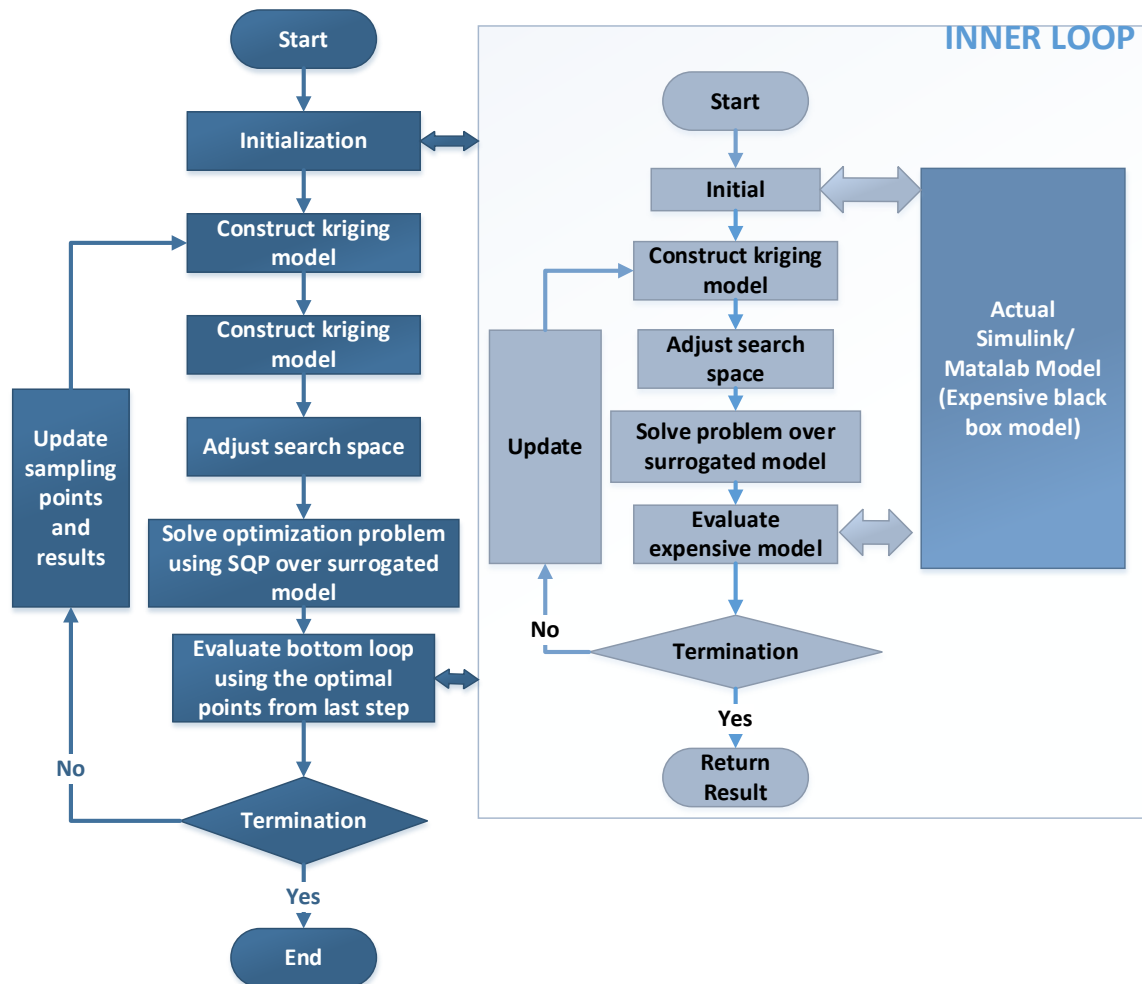 Start
Initialization
Construct kriging
model
Construct kriging
model
Adjust search space
Solve optimization problem
using SQP over surrogated
model
Evaluate bottom loop
using the optimal
points from last step
Termination
Yes
End
No
Update
sampling
points
and
results
INNER LOOP
Start
Initial
Construct kriging
model
Adjust search
space
Solve problem over
surrogated model
Evaluate
expensive model
Termination
Yes
Return
Result
No
Update
Actual
Simulink/
Matalab Model
(Expensive black
box model)